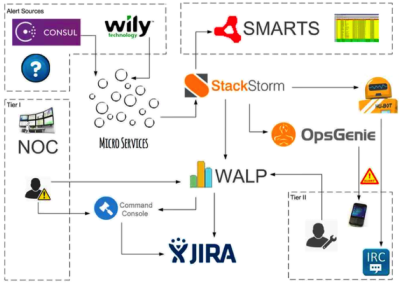 Alert Sources
CONSUL
wily
technology
SMARTS
StackStorm
MICRO SERVICES
OpsGenie
Tier I
NOC
WALP
Command
Console
JIRA
Tier II
IRC